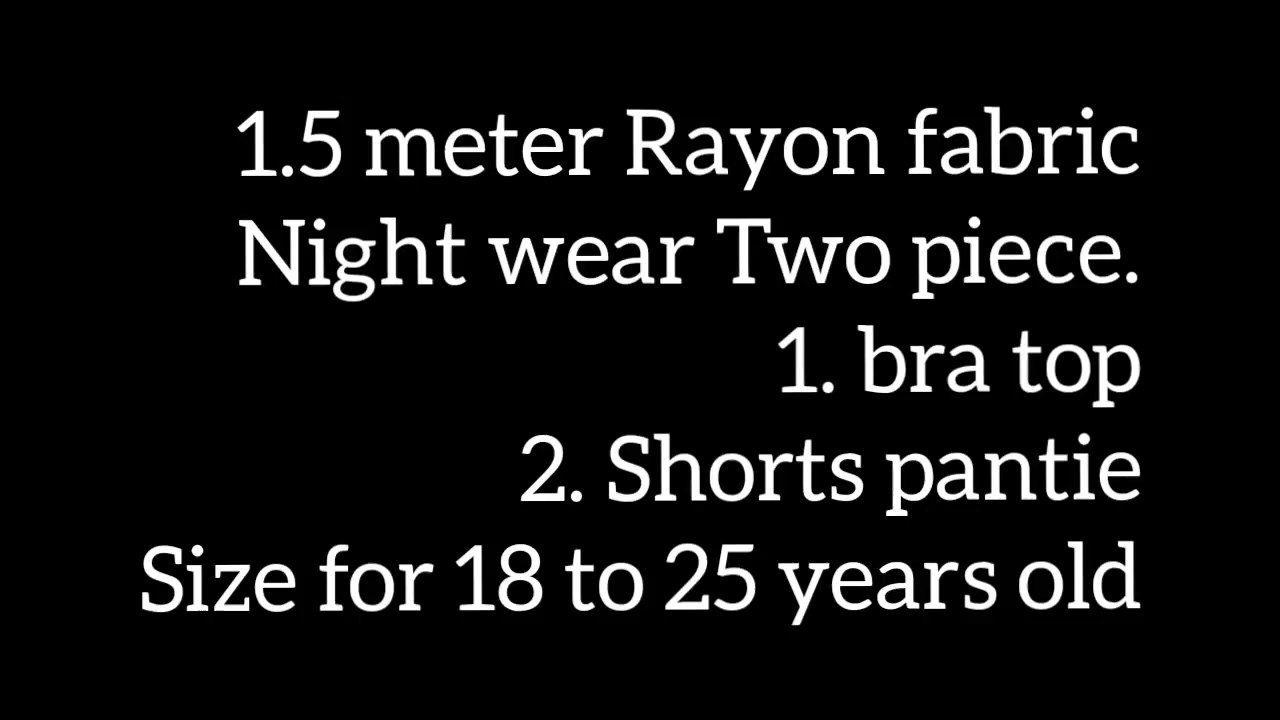 1.5 meter Rayon fabric
Night wear Two piece.
1. bra top
2. Shorts pantie
Size for 18 to 25 years old